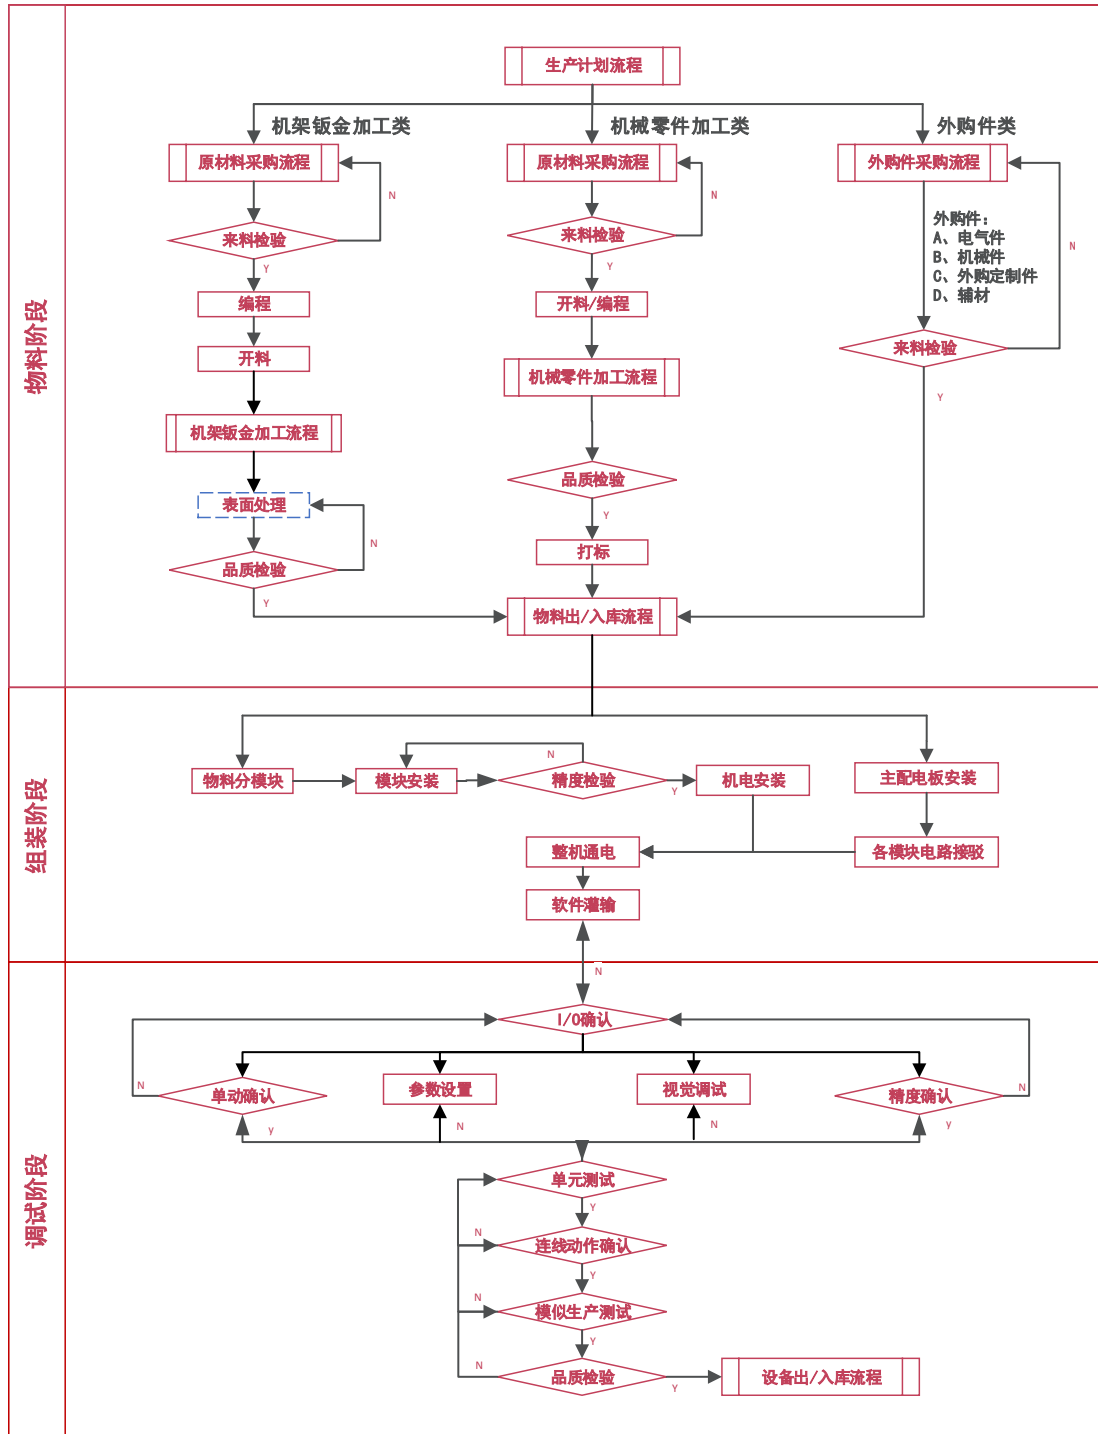 生产计划流程
机架钣金加工类
机械零件加工类
外购件类
原材料采购流程
原材料采购流程
外购件采购流程
N
N
N
外购件：
A、电气件
B、机械件
C、外购定制件
D、辅材
来料检验
来料检验
来料检验
Y
Y
Y
编程
开料/编程
开料
机械零件加工流程
机架钣金加工流程
品质检验
表面处理
Y
N
打标
品质检验
Y
物料出/入库流程
物料阶段
N
物料分模块
模块安装
精度检验
Y
机电安装
主配电板安装
整机通电
各模块电路接驳
软件灌输
组装阶段
N
I/O确认
N
单动确认
参数设置
视觉调试
精度确认
N
y
N
N
y
单元测试
Y
N
连线动作确认
Y
N
模似生产测试
Y
N
品质检验
Y
设备出/入库流程
调试阶段